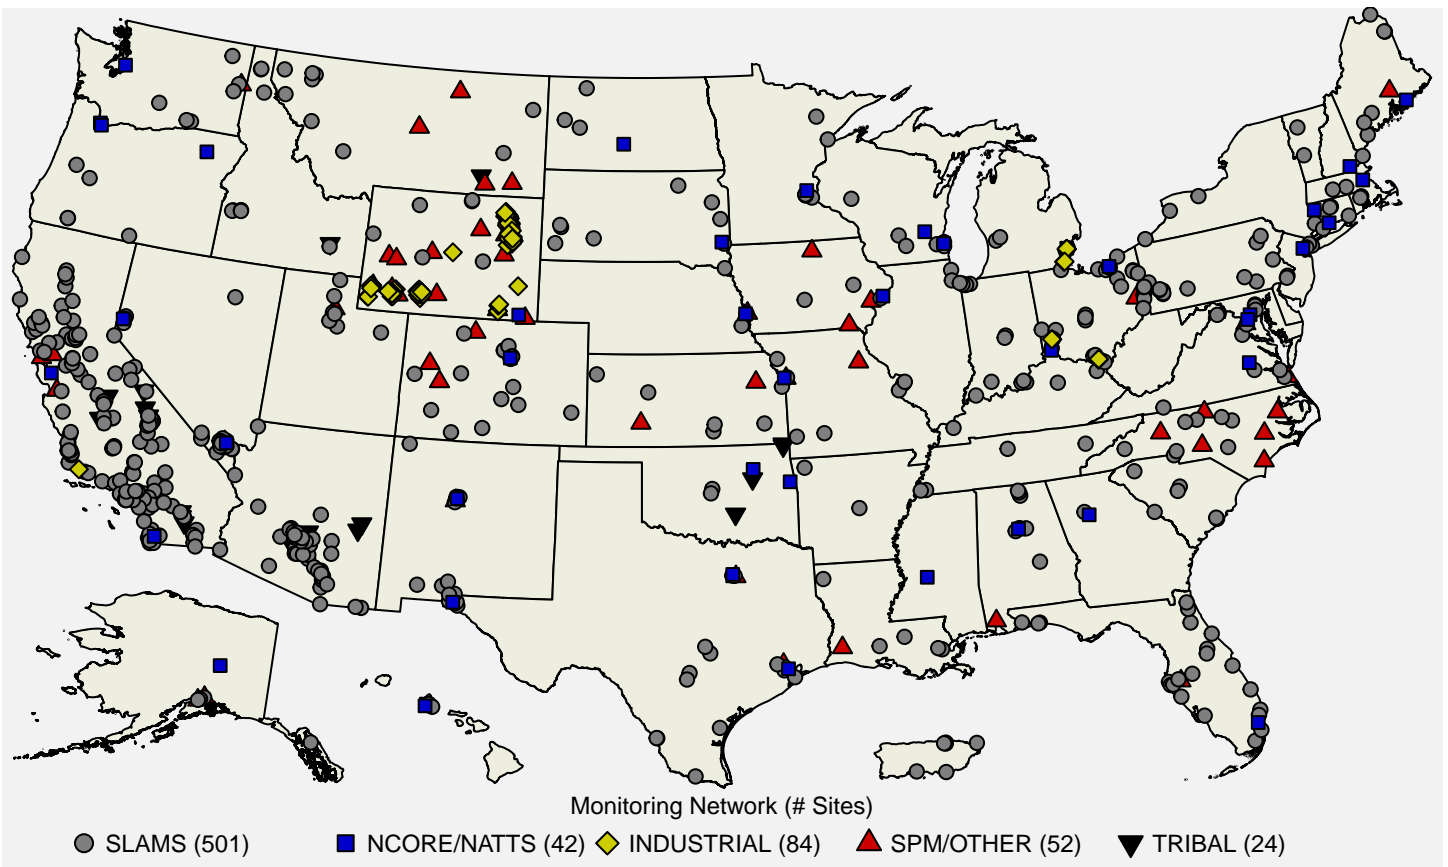 Monitoring Network (# Sites)
SLAMS (501) NCORE/NATTS (42) INDUSTRIAL (84) SPM/OTHER (52) TRIBAL (24)